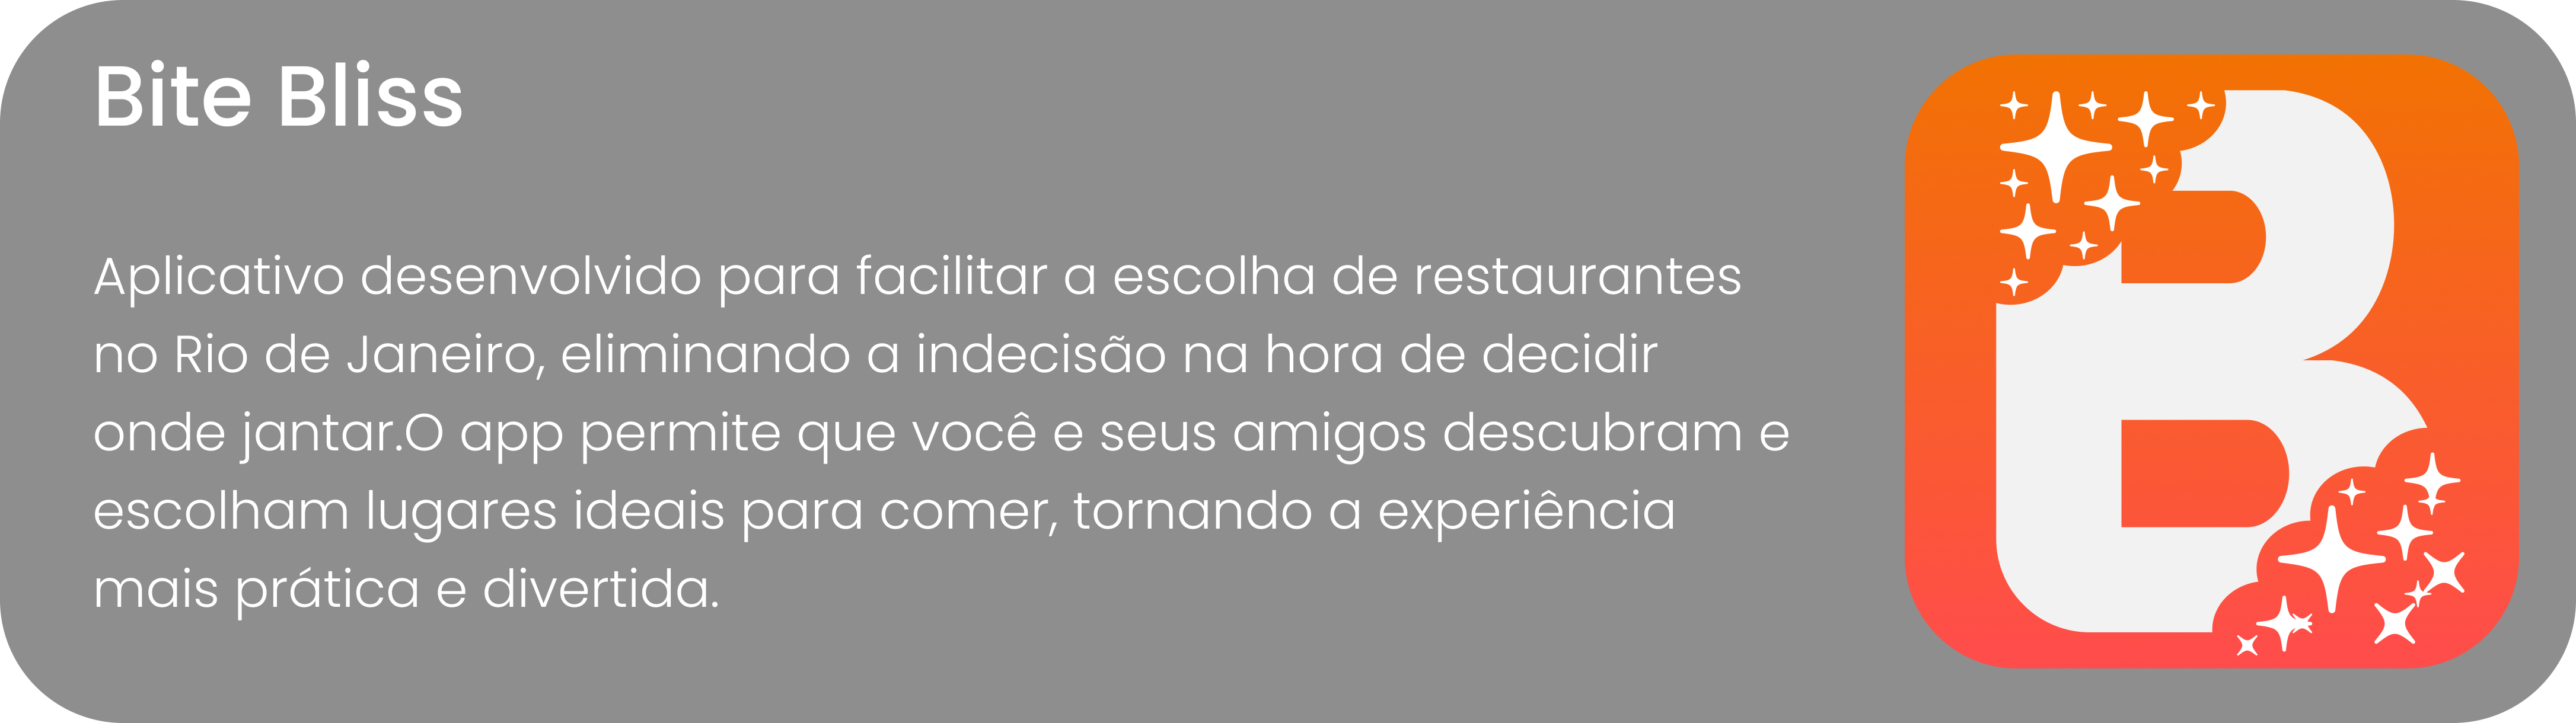 Bite Bliss
Aplicativo desenvolvido para facilitar a escolha de restaurantes
no Rio de Janeiro, eliminando a indecisão na hora de decidir
onde jantar.O app permite que você e seus amigos descubram e
escolham lugares ideais para comer, tornando a experiência
mais prática e divertida.
B